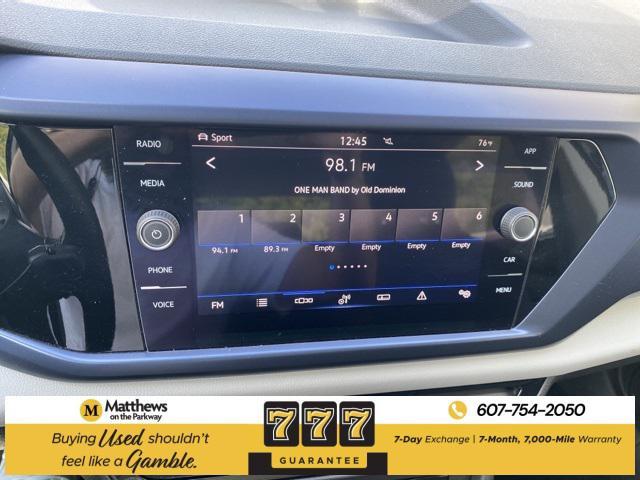 RADIO
MEDIA
PHONE
VOICE
Sport 12:45 76°F
98.1 FM
ONE MAN BAND by Old Dominion
1 2 3 4 5 6
94.1 FM 89.3 FM Empty Empty Empty Empty
FM
APP
SOUND
CAR
MENU
M Matthews
on the Parkway
Buying Used shouldn't
feel like a Gamble.
777
GUARANTEE
607-754-2050
7-Day Exchange | 7-Month, 7,000-Mile Warranty